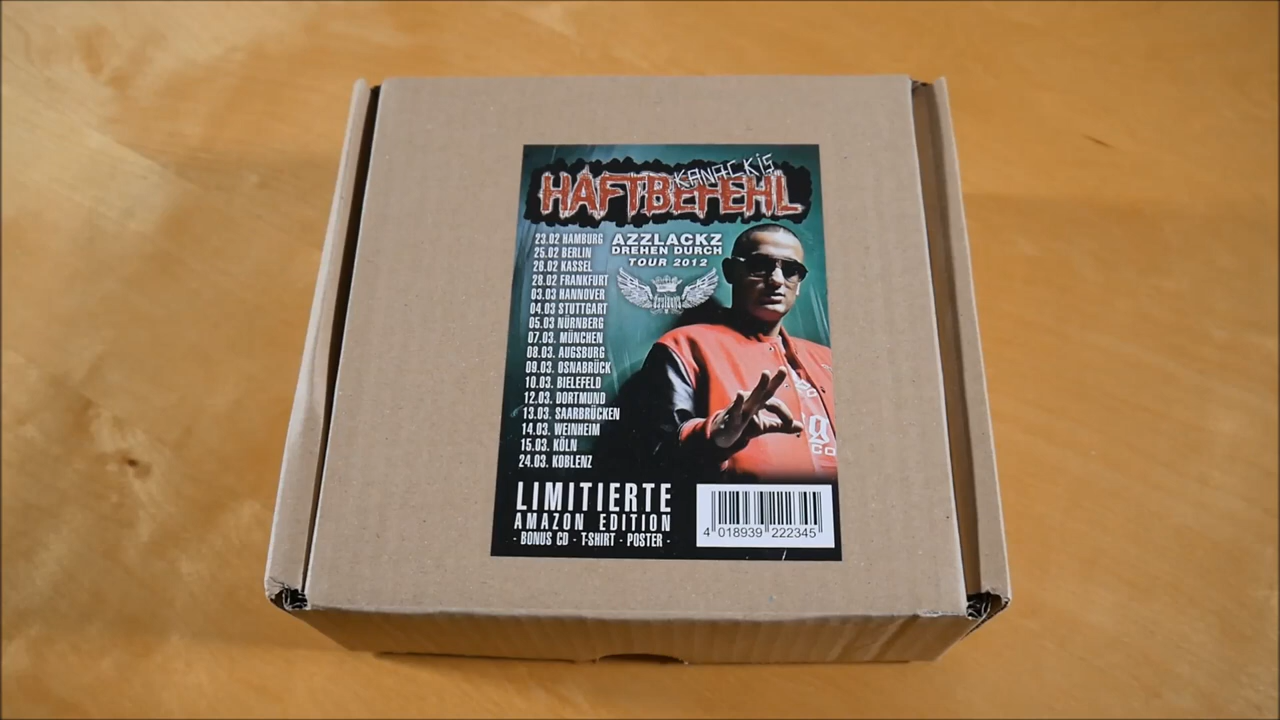 KANACKiS
HAFTBEFEHL
23.02 HAMBURG
25.02 BERLIN
26.02 KASSEL
28.02 FRANKFURT
03.03 HANNOVER
04.03 STUTTGART
05.03 NÜRNBERG
07.03. MÜNCHEN
08.03. AUGSBURG
09.03. OSNABRÜCK
10.03. BIELEFELD
12.03. DORTMUND
13.03. SAARBRÜCKEN
14.03. WEINHEIM
15.03. KÖLN
24.03. KOBLENZ
AZZLACKZ
DREHEN DURCH
TOUR 2012
azzlacks
LIMITIERTE
AMAZON EDITION
- BONUS CD - T-SHIRT - POSTER -
4 018939 222345